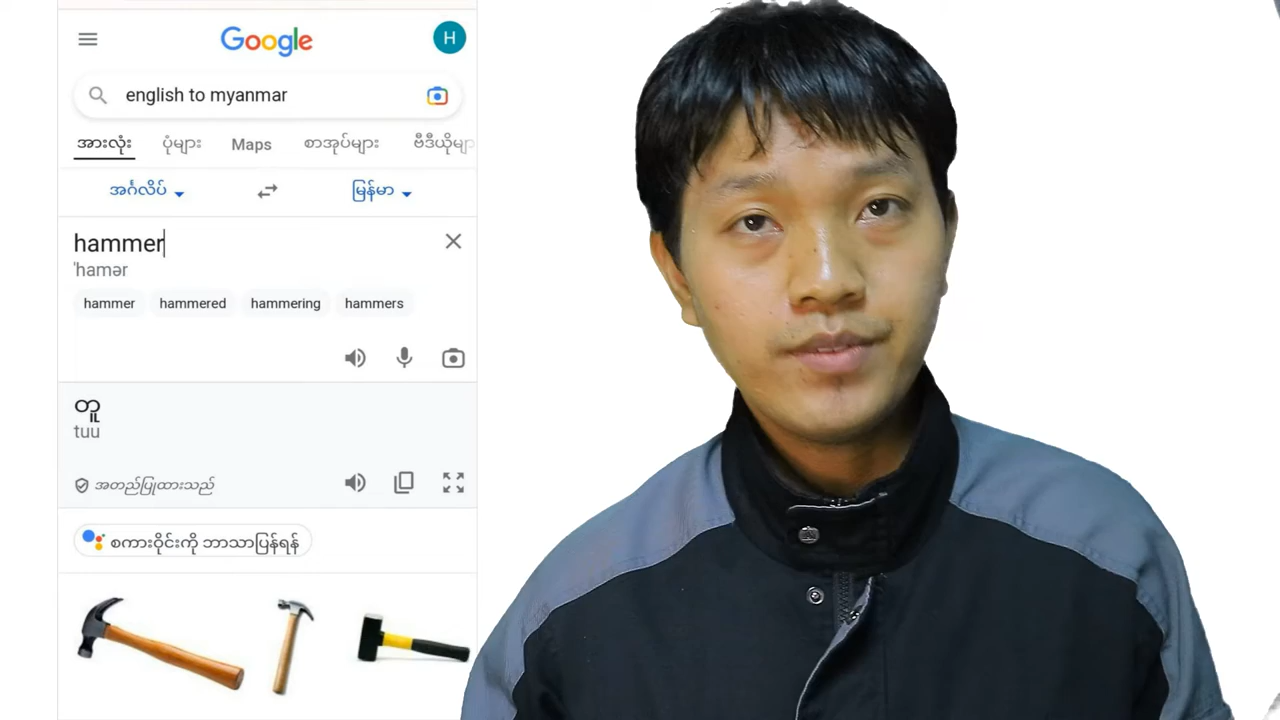 Google
H
english to myanmar
အားလုံး ပုံများ Maps စာအုပ်များ
အင်္ဂလိပ် မြန်မာ
hammer
ˈhamər
hammer hammered hammering hammers
တူ
tuu
အတည်ပြုထားသည်
စကားဝိုင်းကို ဘာသာပြန်ရန်